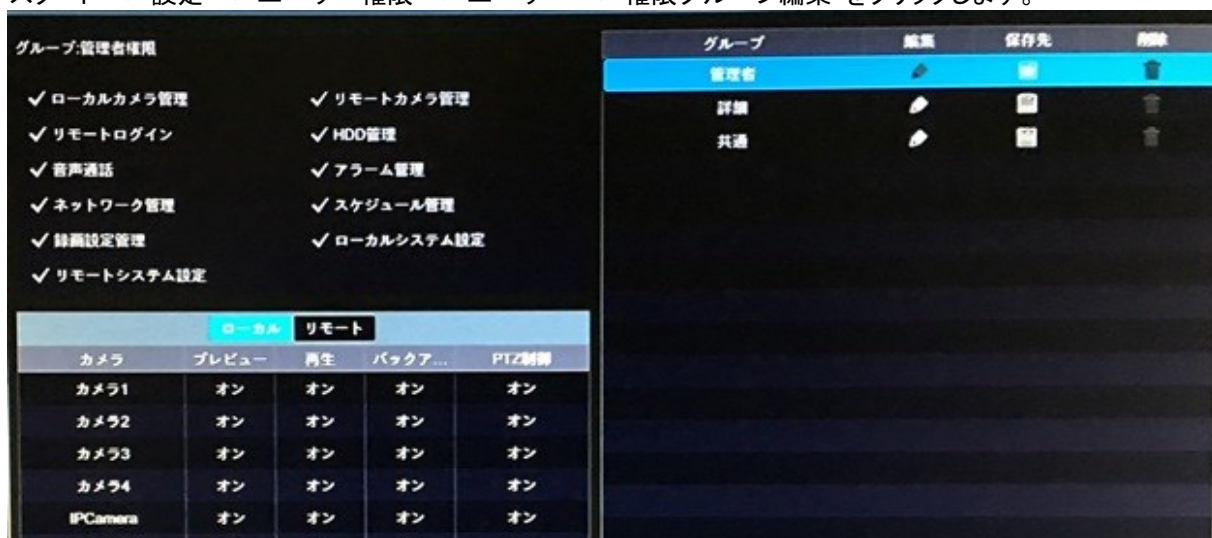 グループ:管理者権限
✓ ローカルカメラ管理 ✓ リモートカメラ管理
✓ リモートログイン ✓ HDD管理
✓ 音声通話 ✓ アラーム管理
✓ ネットワーク管理 ✓ スケジュール管理
✓ 録画設定管理 ✓ ローカルシステム設定
✓ リモートシステム設定
ローカル リモート
カメラ プレビュー 再生 バックア... PTZ制御
カメラ1 オン オン オン オン
カメラ2 オン オン オン オン
カメラ3 オン オン オン オン
カメラ4 オン オン オン オン
IPCamera オン オン オン オン
グループ 編集 保存先 削除
管理者
詳細
共通